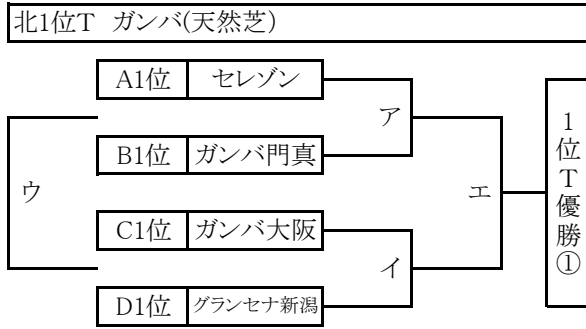 北1位T ガンバ(天然芝)
A1位 セレゾン
ア
B1位 ガンバ門真
ウ
エ
C1位 ガンバ大阪
イ
D1位 グランセナ新潟
1位T優勝①